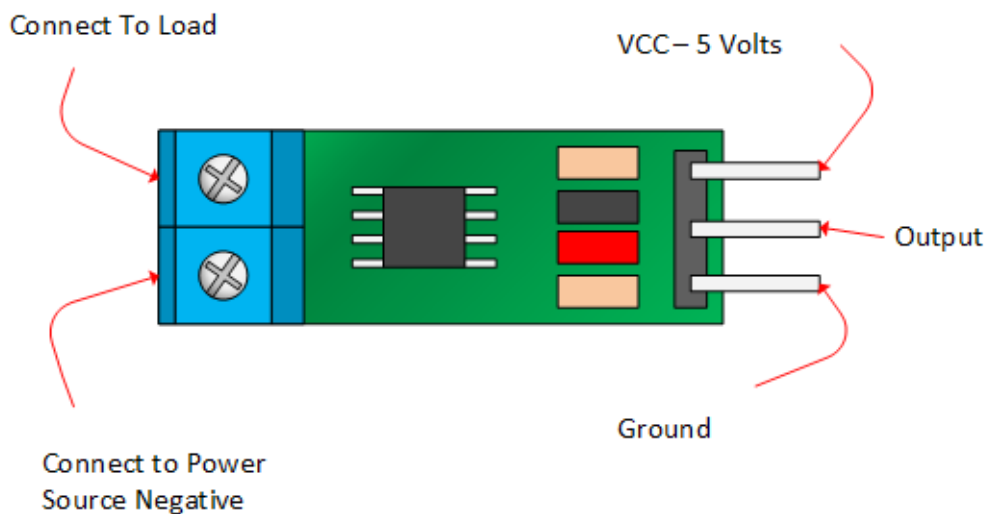 Connect To Load
VCC – 5 Volts
Output
Ground
Connect to Power
Source Negative